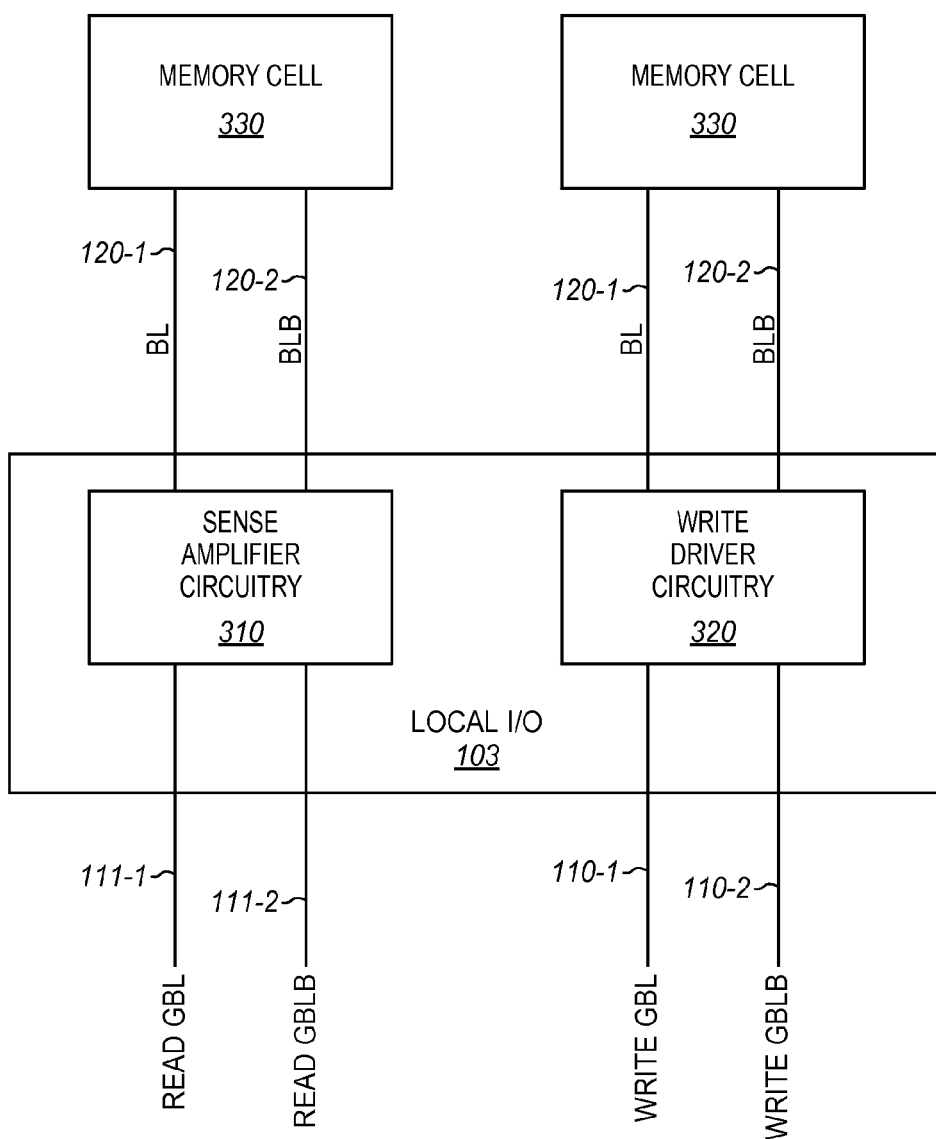 MEMORY CELL
330
MEMORY CELL
330
120-1
120-2
120-1
120-2
BL
BLB
BL
BLB
SENSE
AMPLIFIER
CIRCUITRY
310
WRITE
DRIVER
CIRCUITRY
320
LOCAL I/O
103
111-1
111-2
110-1
110-2
READ GBL
READ GBLB
WRITE GBL
WRITE GBLB